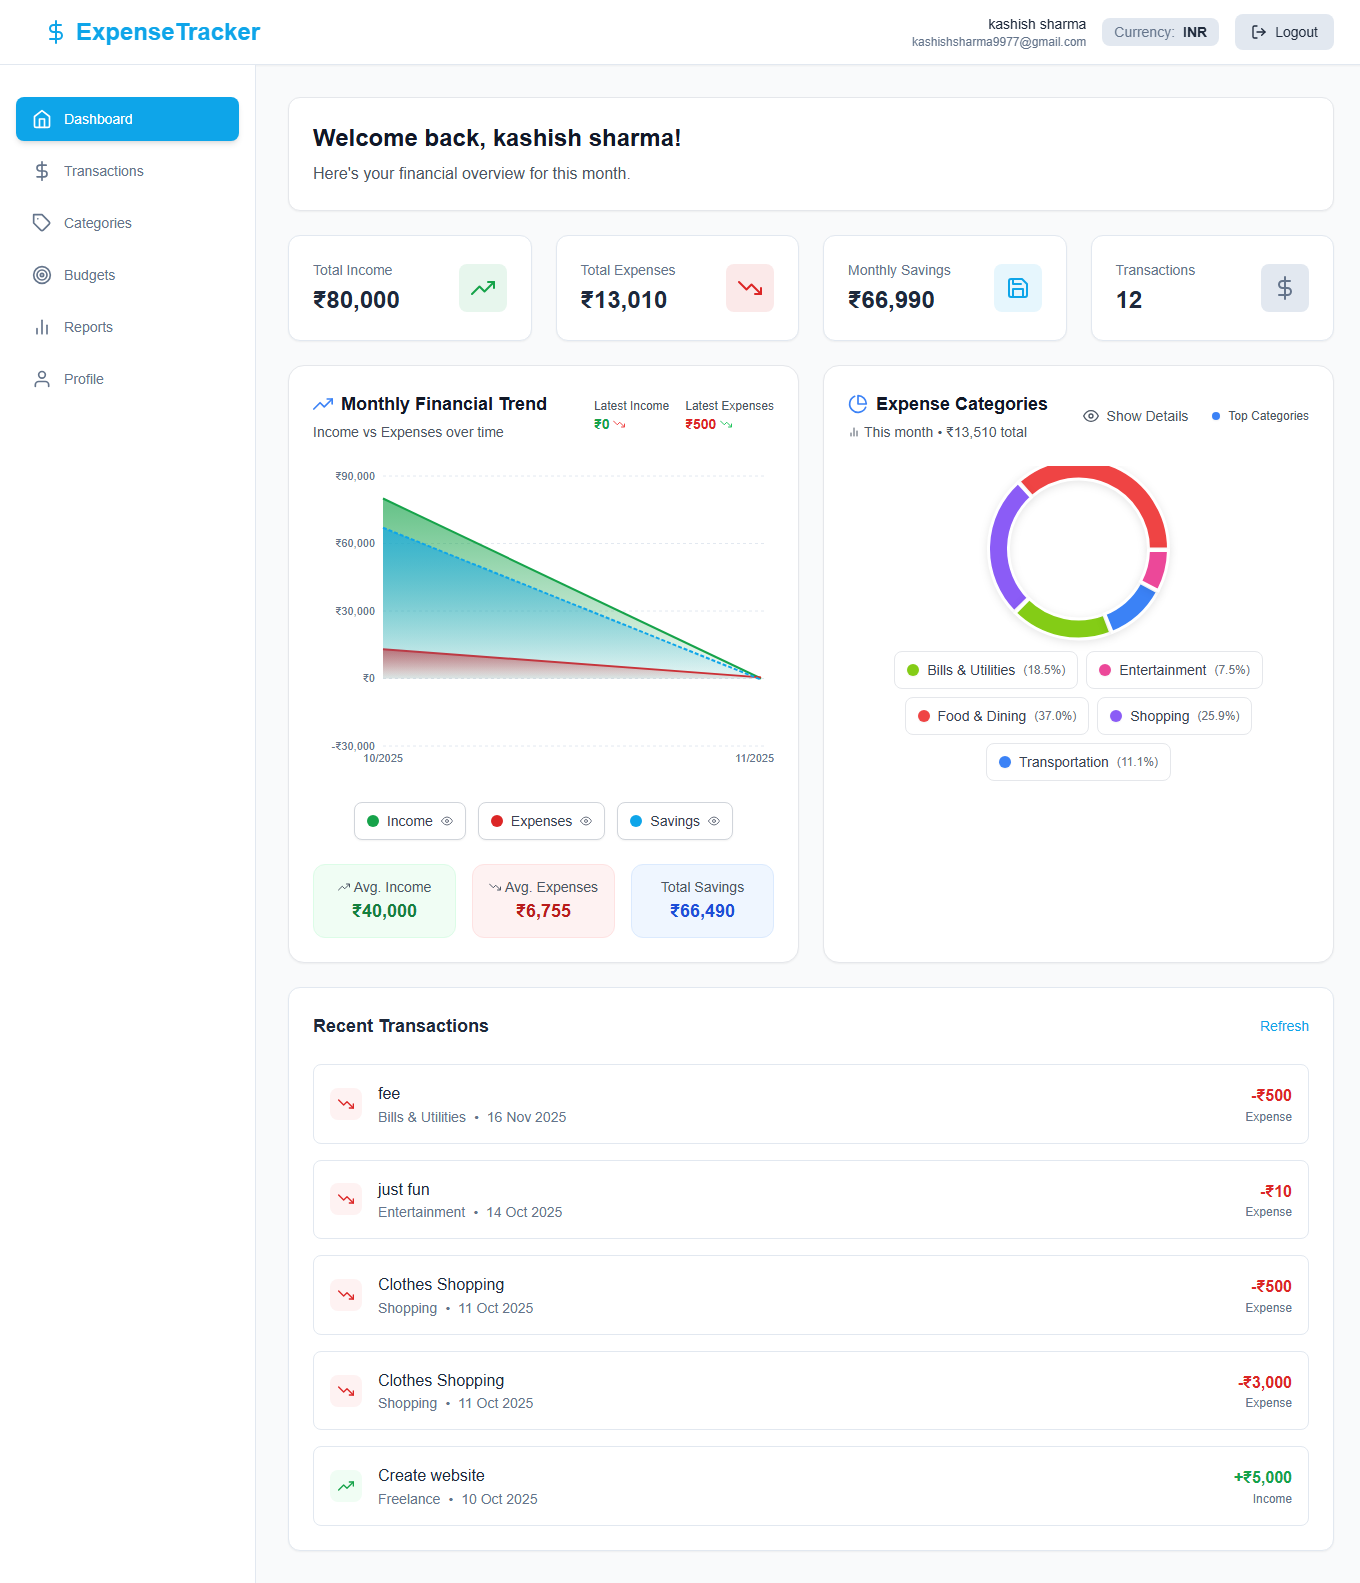 ExpenseTracker
kashish sharma
kashishsharma9977@gmail.com
Currency: INR
Logout
Dashboard
Transactions
Categories
Budgets
Reports
Profile
Welcome back, kashish sharma!
Here's your financial overview for this month.
Total Income
₹80,000
Total Expenses
₹13,010
Monthly Savings
₹66,990
Transactions
12
Monthly Financial Trend
Income vs Expenses over time
Latest Income
₹0
Latest Expenses
₹500
₹90,000
₹60,000
₹30,000
₹0
-₹30,000
10/2025
11/2025
Income
Expenses
Savings
Avg. Income
₹40,000
Avg. Expenses
₹6,755
Total Savings
₹66,490
Expense Categories
This month • ₹13,510 total
Show Details
Top Categories
Bills & Utilities (18.5%)
Entertainment (7.5%)
Food & Dining (37.0%)
Shopping (25.9%)
Transportation (11.1%)
Recent Transactions
Refresh
fee
Bills & Utilities • 16 Nov 2025
-₹500
Expense
just fun
Entertainment • 14 Oct 2025
-₹10
Expense
Clothes Shopping
Shopping • 11 Oct 2025
-₹500
Expense
Clothes Shopping
Shopping • 11 Oct 2025
-₹3,000
Expense
Create website
Freelance • 10 Oct 2025
+₹5,000
Income